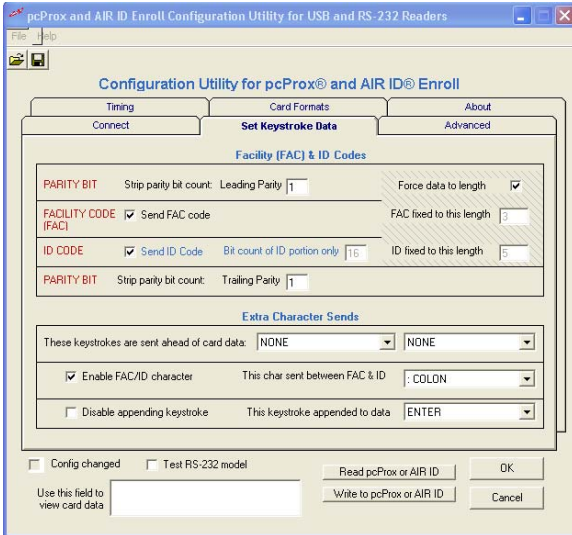 pcProx and AIR ID Enroll Configuration Utility for USB and RS-232 Readers
File Help
Configuration Utility for pcProx® and AIR ID® Enroll
Timing Card Formats About
Connect Set Keystroke Data Advanced
Facility (FAC) & ID Codes
PARITY BIT Strip parity bit count: Leading Parity 1 Force data to length
FACILITY CODE (FAC) Send FAC code FAC fixed to this length 3
ID CODE Send ID Code Bit count of ID portion only 16 ID fixed to this length 5
PARITY BIT Strip parity bit count: Trailing Parity 1
Extra Character Sends
These keystrokes are sent ahead of card data: NONE NONE
Enable FAC/ID character This char sent between FAC & ID : COLON
Disable appending keystroke This keystroke appended to data ENTER
Config changed Test RS-232 model Read pcProx or AIR ID OK
Use this field to view card data Write to pcProx or AIR ID Cancel